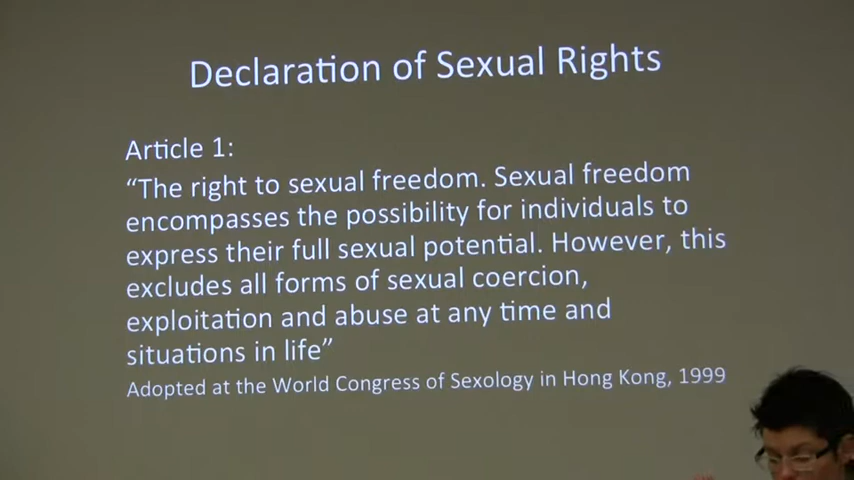 Declaration of Sexual Rights
Article 1:
“The right to sexual freedom. Sexual freedom
encompasses the possibility for individuals to
express their full sexual potential. However, this
excludes all forms of sexual coercion,
exploitation and abuse at any time and
situations in life”
Adopted at the World Congress of Sexology in Hong Kong, 1999